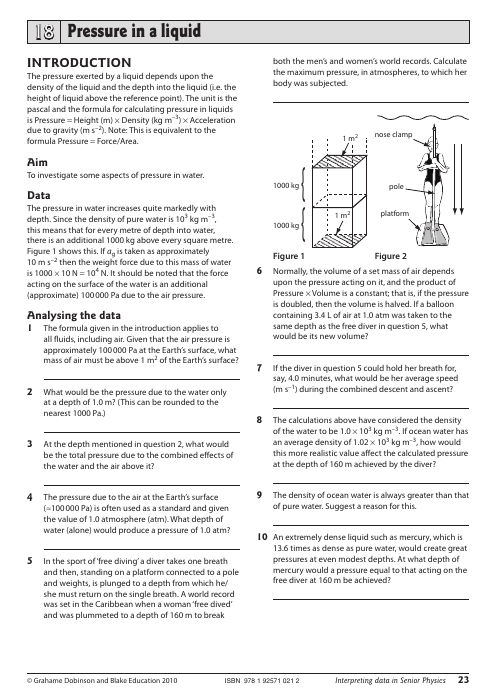 18 Pressure in a liquid
INTRODUCTION
The pressure exerted by a liquid depends upon the
density of the liquid and the depth into the liquid (i.e. the
height of liquid above the reference point). The unit is the
pascal and the formula for calculating pressure in liquids
is Pressure = Height (m) × Density (kg m⁻³) × Acceleration
due to gravity (m s⁻²). Note: This is equivalent to the
formula Pressure = Force/Area.
Aim
To investigate some aspects of pressure in water.
Data
The pressure in water increases quite markedly with
depth. Since the density of pure water is 10³ kg m⁻³,
this means that for every metre of depth into water,
there is an additional 1000 kg above every square metre.
Figure 1 shows this. If a_g is taken as approximately
10 m s⁻² then the weight force due to this mass of water
is 1000 × 10 N = 10⁴ N. It should be noted that the force
acting on the surface of the water is an additional
(approximate) 100 000 Pa due to the air pressure.
Analysing the data
1 The formula given in the introduction applies to
all fluids, including air. Given that the air pressure is
approximately 100 000 Pa at the Earth's surface, what
mass of air must be above 1 m² of the Earth's surface?
2 What would be the pressure due to the water only
at a depth of 1.0 m? (This can be rounded to the
nearest 1000 Pa.)
3 At the depth mentioned in question 2, what would
be the total pressure due to the combined effects of
the water and the air above it?
4 The pressure due to the air at the Earth's surface
(≈100 000 Pa) is often used as a standard and given
the value of 1.0 atmosphere (atm). What depth of
water (alone) would produce a pressure of 1.0 atm?
5 In the sport of 'free diving' a diver takes one breath
and then, standing on a platform connected to a pole
and weights, is plunged to a depth from which he/
she must return on the single breath. A world record
was set in the Caribbean when a woman 'free dived'
and was plummeted to a depth of 160 m to break
both the men's and women's world records. Calculate
the maximum pressure, in atmospheres, to which her
body was subjected.
1 m²
1000 kg
1 m²
1000 kg
Figure 1
nose clamp
pole
platform
Figure 2
6 Normally, the volume of a set mass of air depends
upon the pressure acting on it, and the product of
Pressure × Volume is a constant; that is, if the pressure
is doubled, then the volume is halved. If a balloon
containing 3.4 L of air at 1.0 atm was taken to the
same depth as the free diver in question 5, what
would be its new volume?
7 If the diver in question 5 could hold her breath for,
say, 4.0 minutes, what would be her average speed
(m s⁻¹) during the combined descent and ascent?
8 The calculations above have considered the density
of the water to be 1.0 × 10³ kg m⁻³. If ocean water has
an average density of 1.02 × 10³ kg m⁻³, how would
this more realistic value affect the calculated pressure
at the depth of 160 m achieved by the diver?
9 The density of ocean water is always greater than that
of pure water. Suggest a reason for this.
10 An extremely dense liquid such as mercury, which is
13.6 times as dense as pure water, would create great
pressures at even modest depths. At what depth of
mercury would a pressure equal to that acting on the
free diver at 160 m be achieved?
© Grahame Dobinson and Blake Education 2010 ISBN 978 1 92571 021 2 Interpreting data in Senior Physics 23